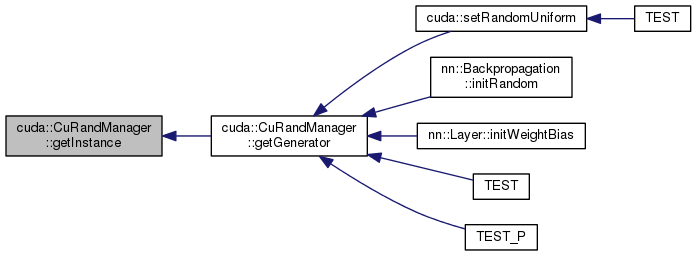 cuda::setRandomUniform
TEST
nn::Backpropagation
::initRandom
cuda::CuRandManager
::getInstance
cuda::CuRandManager
::getGenerator
nn::Layer::initWeightBias
TEST
TEST_P